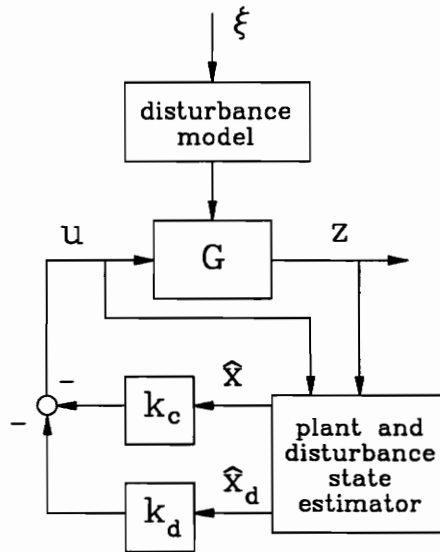 ξ
disturbance
model
u
G
z
−
k_c
x̂
−
plant and
disturbance
state
estimator
k_d
x̂_d